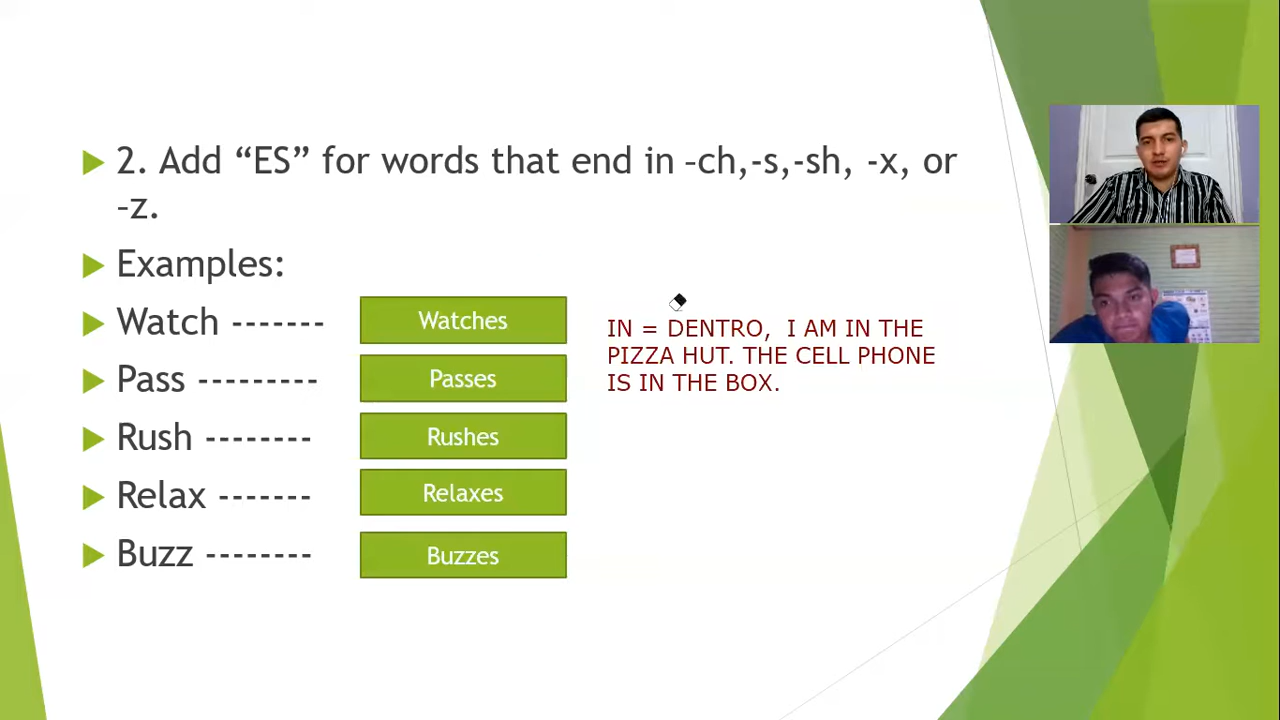 2. Add “ES” for words that end in –ch,-s,-sh, -x, or
–z.
Examples:
Watch -------
Watches
Pass ---------
Passes
Rush --------
Rushes
Relax -------
Relaxes
Buzz --------
Buzzes
IN = DENTRO, I AM IN THE
PIZZA HUT. THE CELL PHONE
IS IN THE BOX.